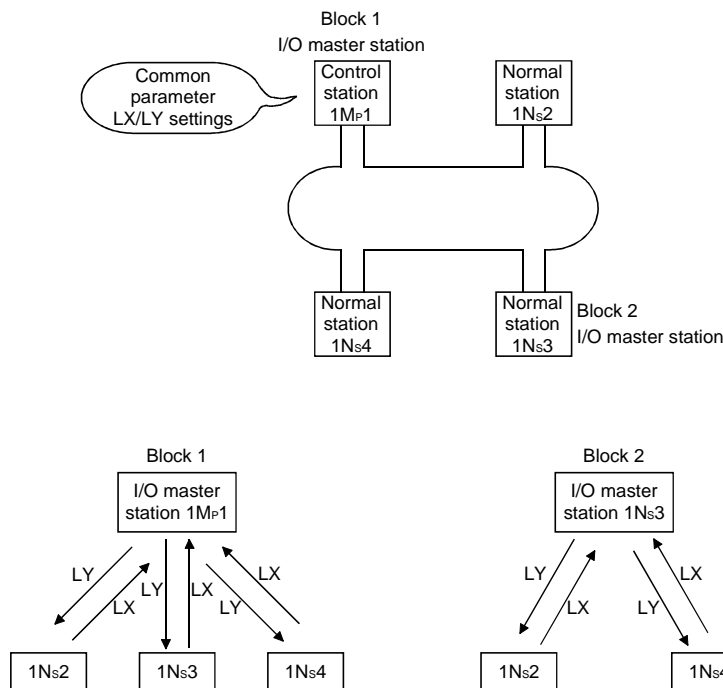 Block 1
I/O master station
Common
parameter
LX/LY settings
Control
station
1MP1
Normal
station
1NS2
Normal
station
1NS4
Normal
station
1NS3
Block 2
I/O master station
Block 1
I/O master
station 1MP1
LY
LX
LY
LX
LY
LX
1NS2
1NS3
1NS4
Block 2
I/O master
station 1NS3
LY
LX
LY
LX
1NS2
1NS4